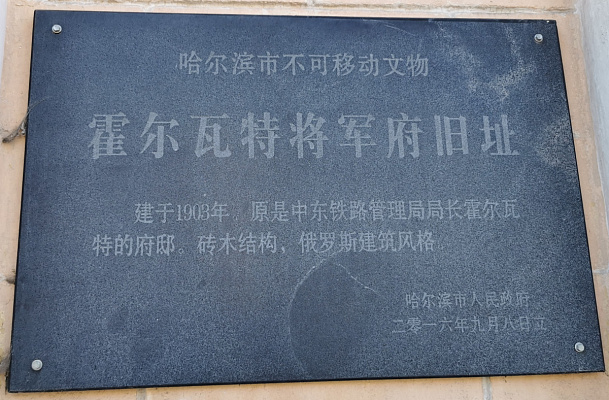 哈尔滨市不可移动文物
霍尔瓦特将军府旧址
建于1903年。原是中东铁路管理局局长霍尔瓦
特的府邸。砖木结构，俄罗斯建筑风格。
哈尔滨市人民政府
二零一六年九月八日立